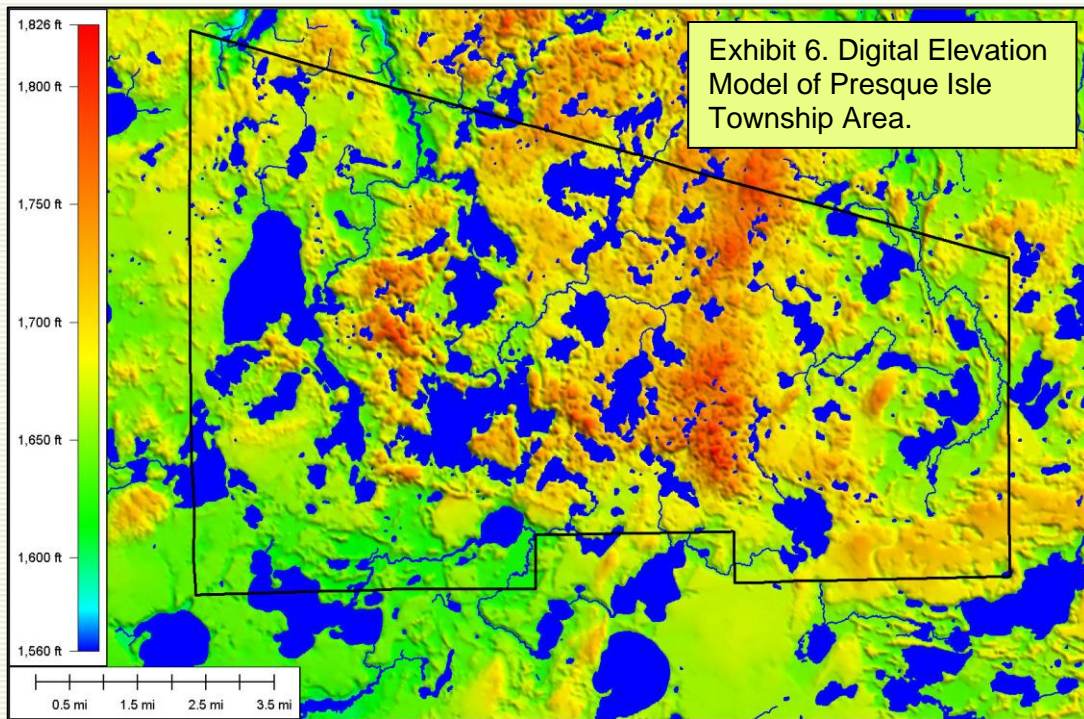 Exhibit 6. Digital Elevation
Model of Presque Isle
Township Area.
1,826 ft
1,800 ft
1,750 ft
1,700 ft
1,650 ft
1,600 ft
1,560 ft
0.5 mi 1.5 mi 2.5 mi 3.5 mi